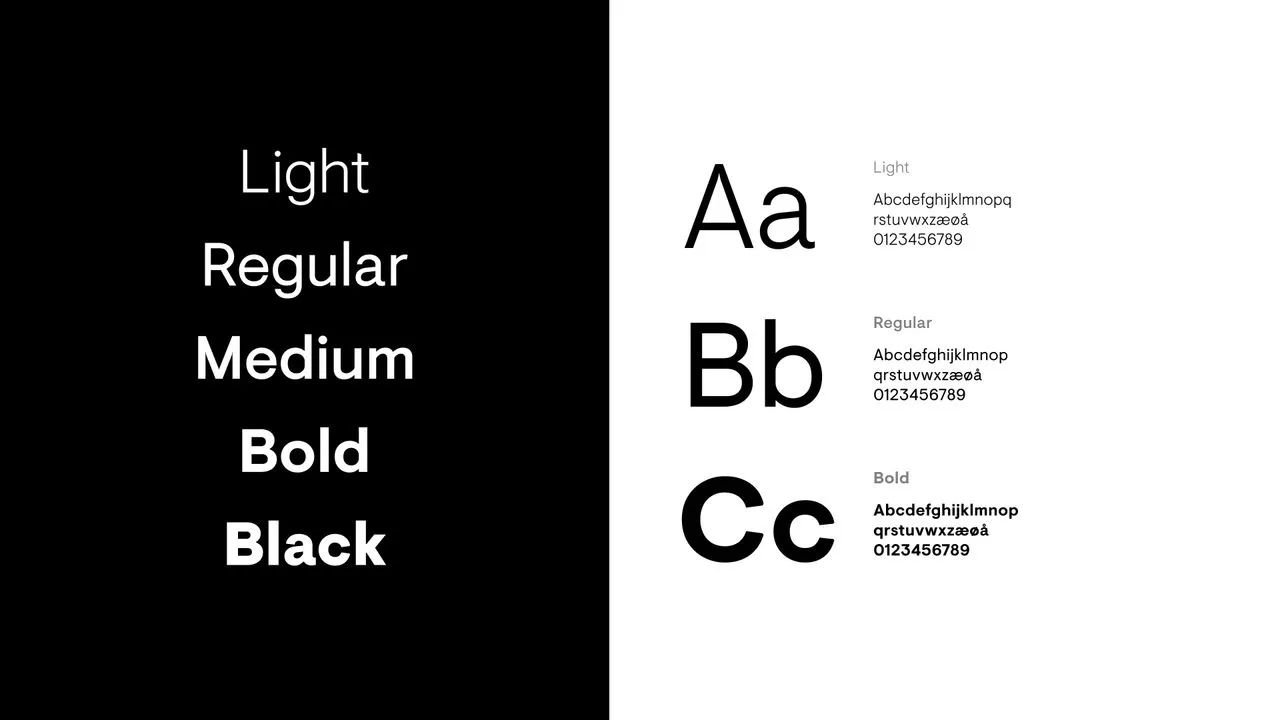 Light
Regular
Medium
Bold
Black
Aa
Light
Abcdefghijklmnopq
rstuvwxzæøå
0123456789
Bb
Regular
Abcdefghijklmnop
qrstuvwxzæøå
0123456789
Cc
Bold
Abcdefghijklmnop
qrstuvwxzæøå
0123456789